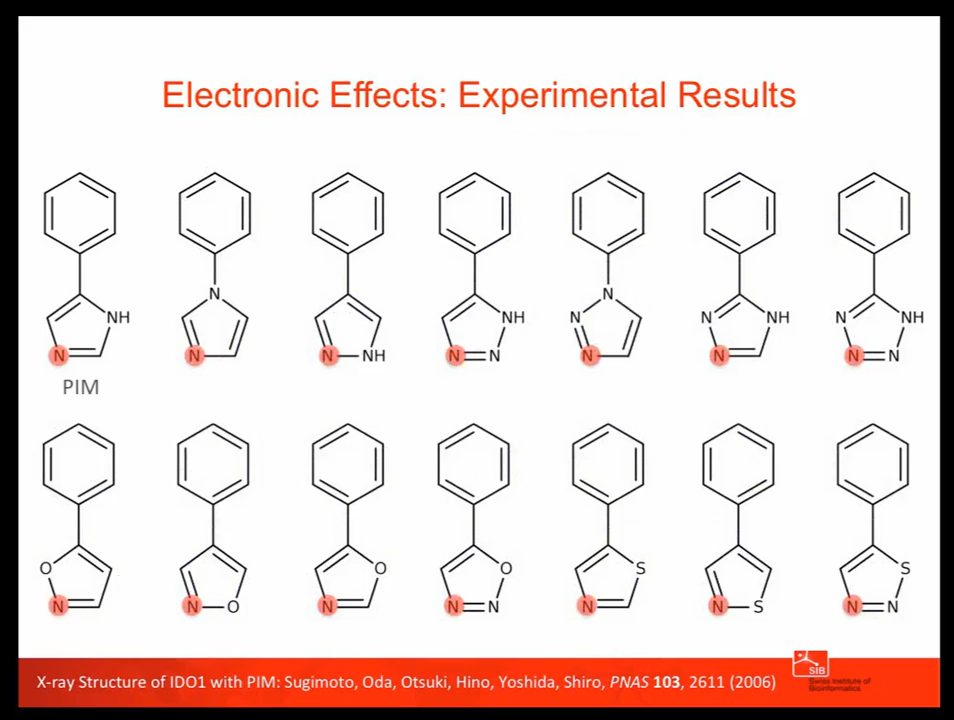 Electronic Effects: Experimental Results
NH
N
N
N
N
NH
NH
N
N
N
N
N
N
NH
N
N
NH
N
N
PIM
O
N
N
O
O
N
O
N
N
S
N
N
S
S
N
N
X-ray Structure of IDO1 with PIM: Sugimoto, Oda, Otsuki, Hino, Yoshida, Shiro, PNAS 103, 2611 (2006)
SIB
Swiss Institute of
Bioinformatics